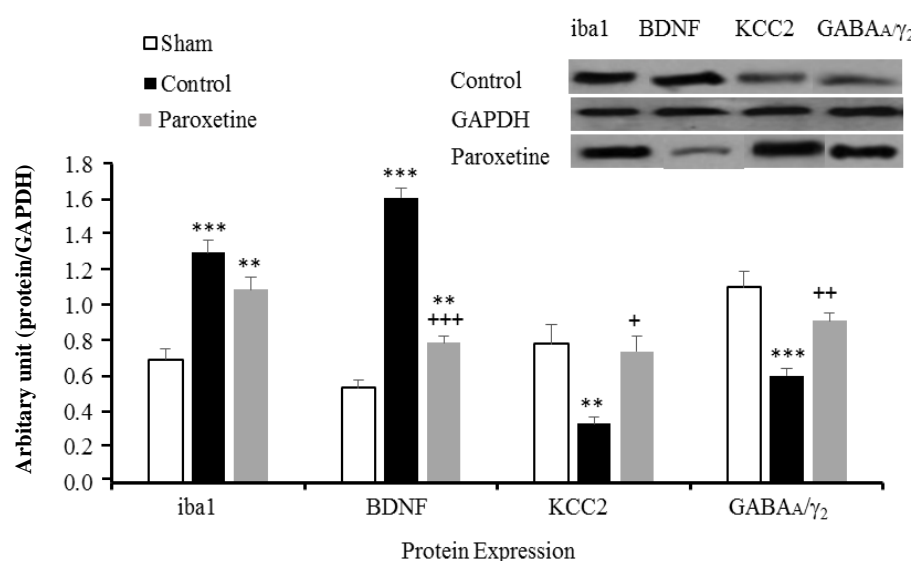 iba1 BDNF KCC2 GABAA/γ2
Sham
Control
Paroxetine
Control
GAPDH
Paroxetine
Arbitary unit (protein/GAPDH)
1.8
1.6
1.4
1.2
1.0
0.8
0.6
0.4
0.2
0.0
***
**
***
**
+++
**
+
***
++
iba1 BDNF KCC2 GABAA/γ2
Protein Expression